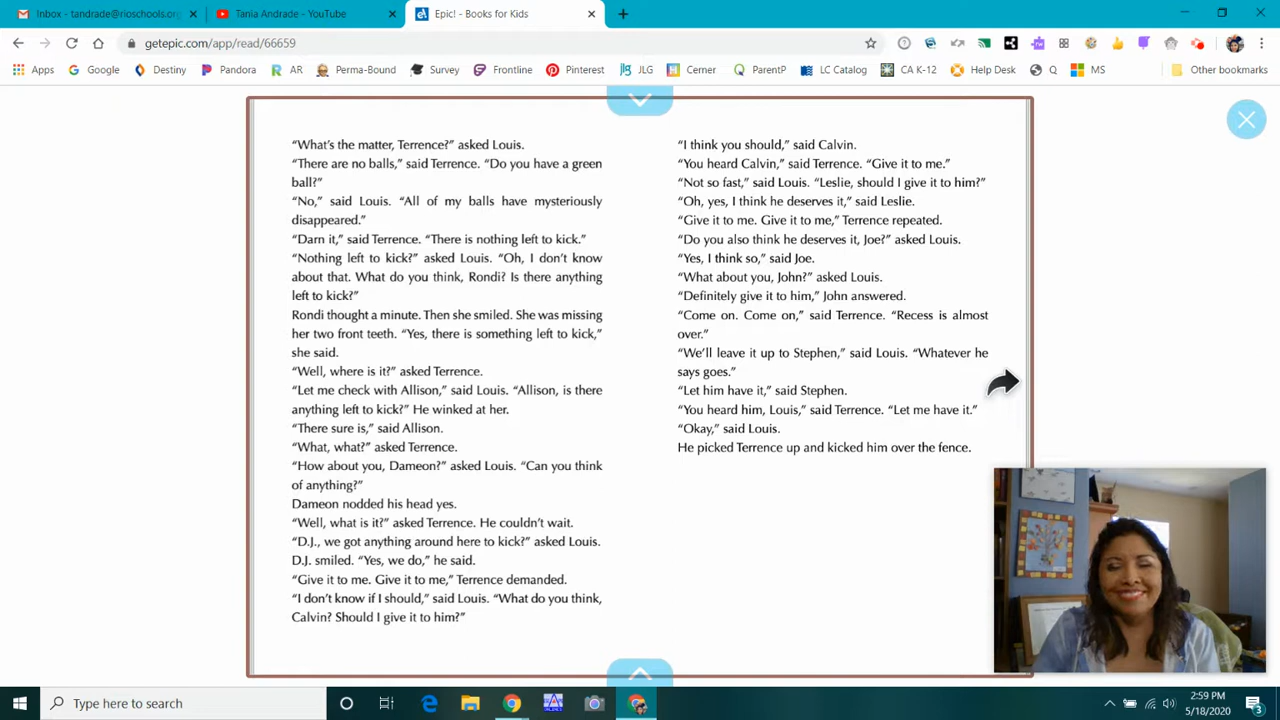 Inbox - tandrade@rioschools.org
Tania Andrade - YouTube
Epic! - Books for Kids
getepic.com/app/read/66659
Apps
Google
Destiny
Pandora
AR
Perma-Bound
Survey
Frontline
Pinterest
JLG
Cerner
ParentP
LC Catalog
CA K-12
Help Desk
Q
MS
Other bookmarks
“What’s the matter, Terrence?” asked Louis.
“There are no balls,” said Terrence. “Do you have a green
ball?”
“No,” said Louis. “All of my balls have mysteriously
disappeared.”
“Darn it,” said Terrence. “There is nothing left to kick.”
“Nothing left to kick?” asked Louis. “Oh, I don’t know
about that. What do you think, Rondi? Is there anything
left to kick?”
Rondi thought a minute. Then she smiled. She was missing
her two front teeth. “Yes, there is something left to kick,”
she said.
“Well, where is it?” asked Terrence.
“Let me check with Allison,” said Louis. “Allison, is there
anything left to kick?” He winked at her.
“There sure is,” said Allison.
“What, what?” asked Terrence.
“How about you, Dameon?” asked Louis. “Can you think
of anything?”
Dameon nodded his head yes.
“Well, what is it?” asked Terrence. He couldn’t wait.
“D.J., we got anything around here to kick?” asked Louis.
D.J. smiled. “Yes, we do,” he said.
“Give it to me. Give it to me,” Terrence demanded.
“I don’t know if I should,” said Louis. “What do you think,
Calvin? Should I give it to him?”
“I think you should,” said Calvin.
“You heard Calvin,” said Terrence. “Give it to me.”
“Not so fast,” said Louis. “Leslie, should I give it to him?”
“Oh, yes, I think he deserves it,” said Leslie.
“Give it to me. Give it to me,” Terrence repeated.
“Do you also think he deserves it, Joe?” asked Louis.
“Yes, I think so,” said Joe.
“What about you, John?” asked Louis.
“Definitely give it to him,” John answered.
“Come on. Come on,” said Terrence. “Recess is almost
over.”
“We’ll leave it up to Stephen,” said Louis. “Whatever he
says goes.”
“Let him have it,” said Stephen.
“You heard him, Louis,” said Terrence. “Let me have it.”
“Okay,” said Louis.
He picked Terrence up and kicked him over the fence.
Type here to search
2:59 PM
5/18/2020
3